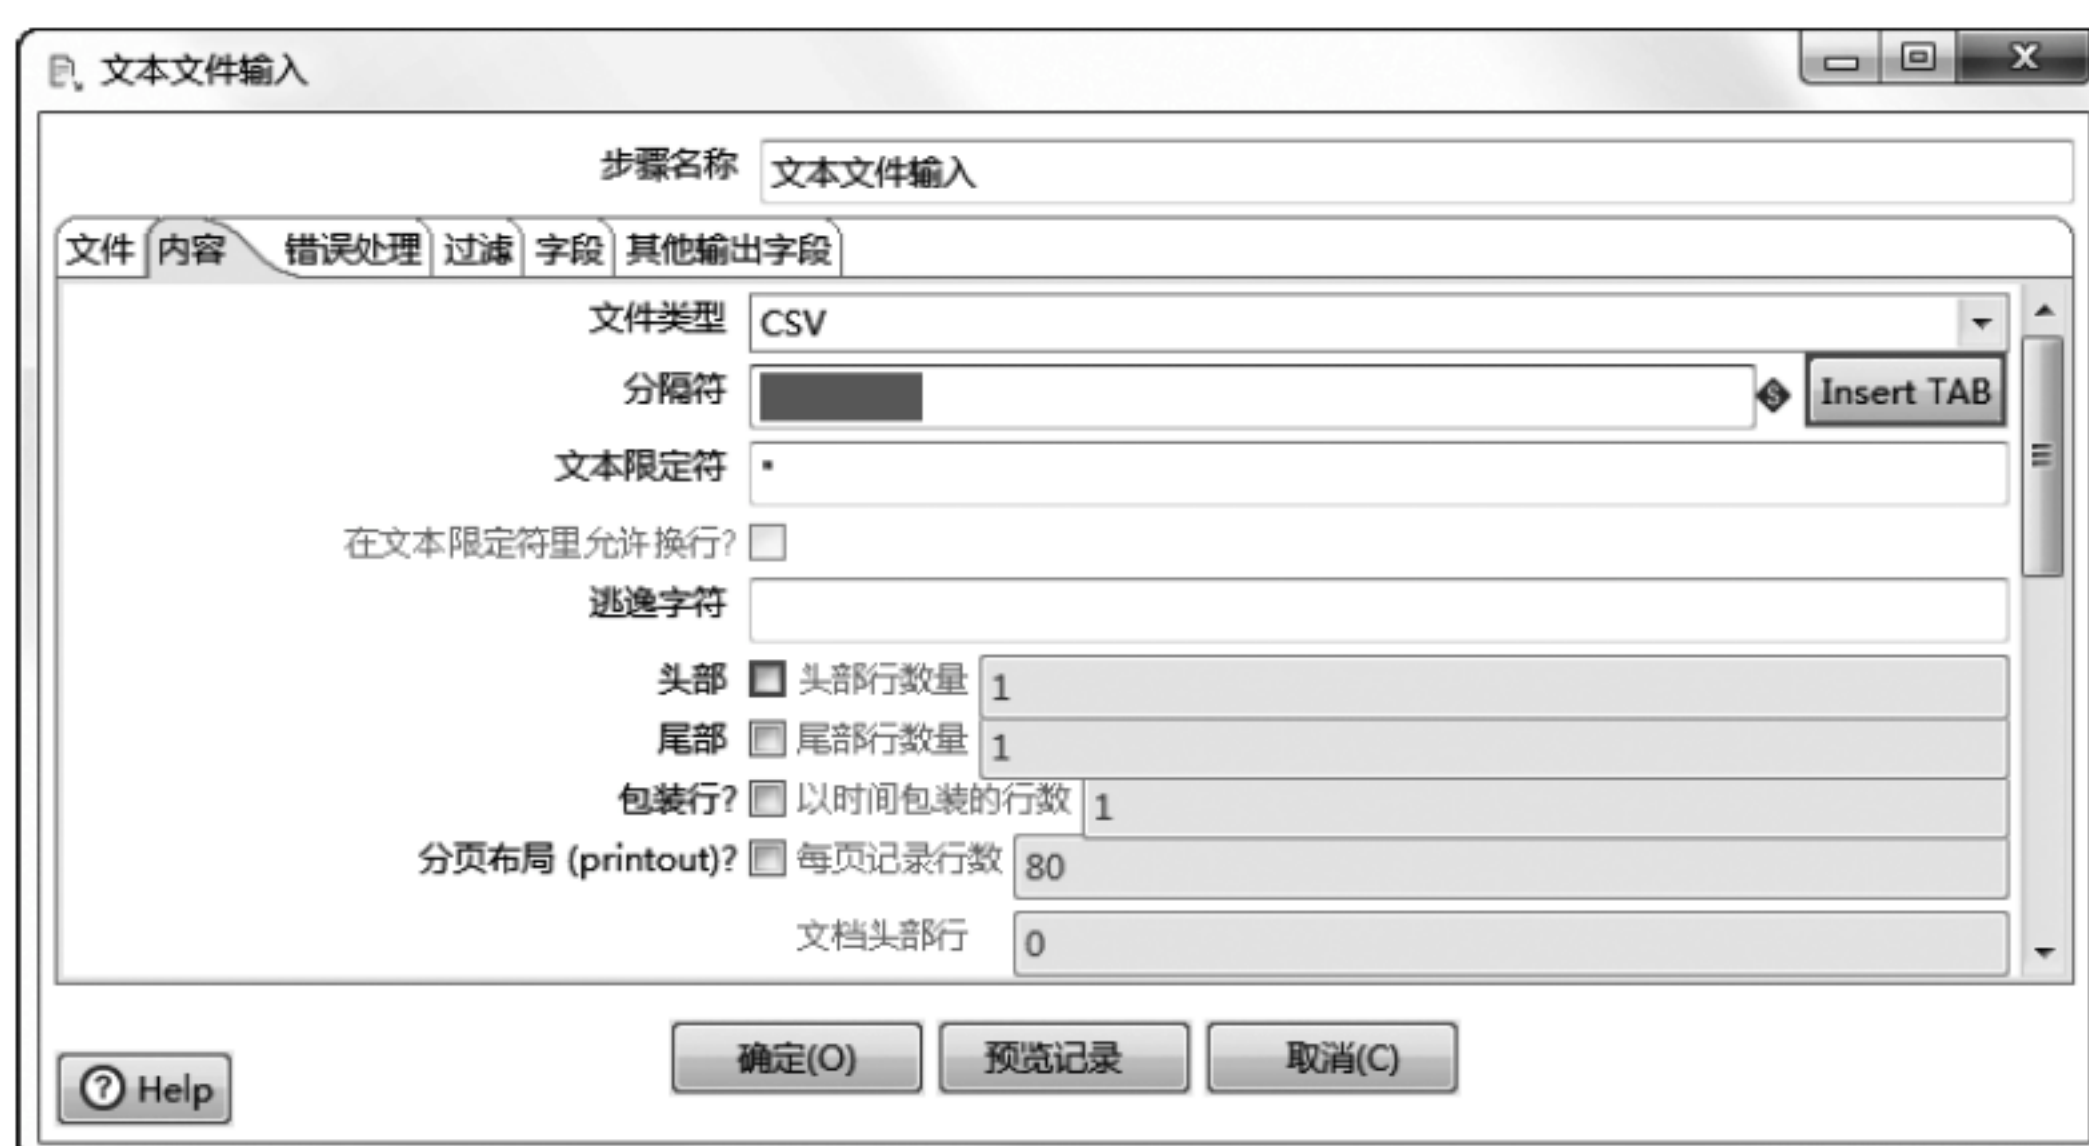 文本文件输入
步骤名称 文本文件输入
文件 内容 错误处理 过滤 字段 其他输出字段
文件类型 CSV
分隔符 Insert TAB
文本限定符 "
在文本限定符里允许换行?
逃逸字符
头部 头部行数量 1
尾部 尾部行数量 1
包装行? 以时间包装的行数 1
分页布局 (printout)? 每页记录行数 80
文档头部行 0
确定(O) 预览记录 取消(C)
Help